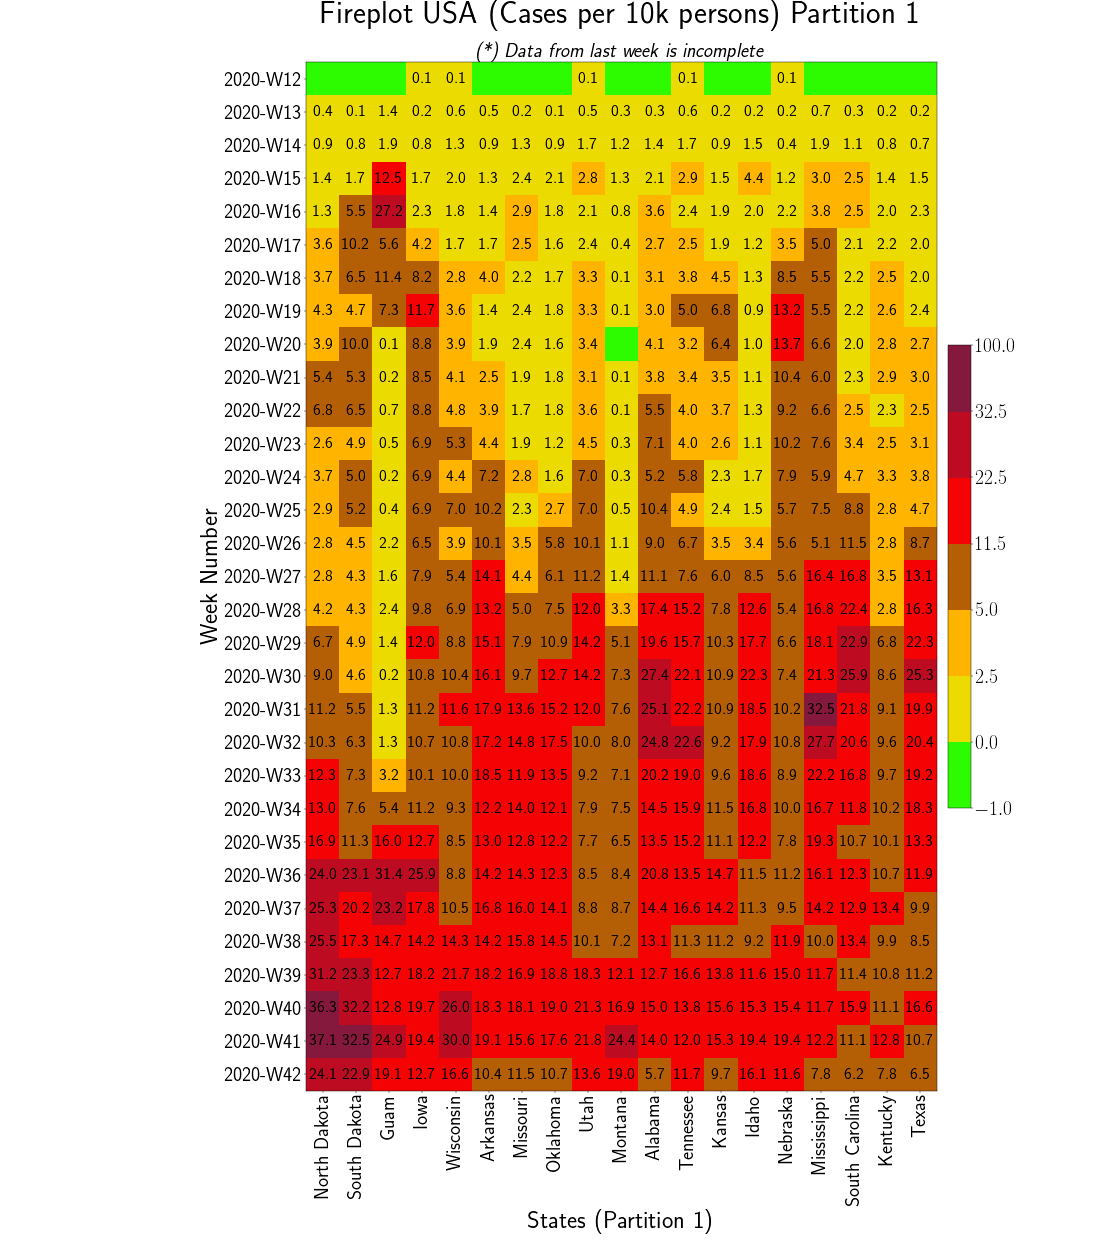 Fireplot USA (Cases per 10k persons) Partition 1
(*) Data from last week is incomplete
2020-W12 0.1 0.1 0.1 0.1 0.1
2020-W13 0.4 0.1 1.4 0.2 0.6 0.5 0.2 0.1 0.5 0.3 0.3 0.6 0.2 0.2 0.2 0.7 0.3 0.2 0.2
2020-W14 0.9 0.8 1.9 0.8 1.3 0.9 1.3 0.9 1.7 1.2 1.4 1.7 0.9 1.5 0.4 1.9 1.1 0.8 0.7
2020-W15 1.4 1.7 12.5 1.7 2.0 1.3 2.4 2.1 2.8 1.3 2.1 2.9 1.5 4.4 1.2 3.0 2.5 1.4 1.5
2020-W16 1.3 5.5 27.2 2.3 1.8 1.4 2.9 1.8 2.1 0.8 3.6 2.4 1.9 2.0 2.2 3.8 2.5 2.0 2.3
2020-W17 3.6 10.2 5.6 4.2 1.7 1.7 2.5 1.6 2.4 0.4 2.7 2.5 1.9 1.2 3.5 5.0 2.1 2.2 2.0
2020-W18 3.7 6.5 11.4 8.2 2.8 4.0 2.2 1.7 3.3 0.1 3.1 3.8 4.5 1.3 8.5 5.5 2.2 2.5 2.0
2020-W19 4.3 4.7 7.3 11.7 3.6 1.4 2.4 1.8 3.3 0.1 3.0 5.0 6.8 0.9 13.2 5.5 2.2 2.6 2.4
2020-W20 3.9 10.0 0.1 8.8 3.9 1.9 2.4 1.6 3.4 4.1 3.2 6.4 1.0 13.7 6.6 2.0 2.8 2.7
2020-W21 5.4 5.3 0.2 8.5 4.1 2.5 1.9 1.8 3.1 0.1 3.8 3.4 3.5 1.1 10.4 6.0 2.3 2.9 3.0
2020-W22 6.8 6.5 0.7 8.8 4.8 3.9 1.7 1.8 3.6 0.1 5.5 4.0 3.7 1.3 9.2 6.6 2.5 2.3 2.5
2020-W23 2.6 4.9 0.5 6.9 5.3 4.4 1.9 1.2 4.5 0.3 7.1 4.0 2.6 1.1 10.2 7.6 3.4 2.5 3.1
2020-W24 3.7 5.0 0.2 6.9 4.4 7.2 2.8 1.6 7.0 0.3 5.2 5.8 2.3 1.7 7.9 5.9 4.7 3.3 3.8
2020-W25 2.9 5.2 0.4 6.9 7.0 10.2 2.3 2.7 7.0 0.5 10.4 4.9 2.4 1.5 5.7 7.5 8.8 2.8 4.7
2020-W26 2.8 4.5 2.2 6.5 3.9 10.1 3.5 5.8 10.1 1.1 9.0 6.7 3.5 3.4 5.6 5.1 11.5 2.8 8.7
2020-W27 2.8 4.3 1.6 7.9 5.4 14.1 4.4 6.1 11.2 1.4 11.1 7.6 6.0 8.5 5.6 16.4 16.8 3.5 13.1
2020-W28 4.2 4.3 2.4 9.8 6.9 13.2 5.0 7.5 12.0 3.3 17.4 15.2 7.8 12.6 5.4 16.8 22.4 2.8 16.3
2020-W29 6.7 4.9 1.4 12.0 8.8 15.1 7.9 10.9 14.2 5.1 19.6 15.7 10.3 17.7 6.6 18.1 22.9 6.8 22.3
2020-W30 9.0 4.6 0.2 10.8 10.4 16.1 9.7 12.7 14.2 7.3 27.4 22.1 10.9 22.3 7.4 21.3 25.9 8.6 25.3
2020-W31 11.2 5.5 1.3 11.2 11.6 17.9 13.6 15.2 12.0 7.6 25.1 22.2 10.9 18.5 10.2 32.5 21.8 9.1 19.9
2020-W32 10.3 6.3 1.3 10.7 10.8 17.2 14.8 17.5 10.0 8.0 24.8 22.6 9.2 17.9 10.8 27.7 20.6 9.6 20.4
2020-W33 12.3 7.3 3.2 10.1 10.0 18.5 11.9 13.5 9.2 7.1 20.2 19.0 9.6 18.6 8.9 22.2 16.8 9.7 19.2
2020-W34 13.0 7.6 5.4 11.2 9.3 12.2 14.0 12.1 7.9 7.5 14.5 15.9 11.5 16.8 10.0 16.7 11.8 10.2 18.3
2020-W35 16.9 11.3 16.0 12.7 8.5 13.0 12.8 12.2 7.7 6.5 13.5 15.2 11.1 12.2 7.8 19.3 10.7 10.1 13.3
2020-W36 24.0 23.1 31.4 25.9 8.8 14.2 14.3 12.3 8.5 8.4 20.8 13.5 14.7 11.5 11.2 16.1 12.3 10.7 11.9
2020-W37 25.3 20.2 23.2 17.8 10.5 16.8 16.0 14.1 8.8 8.7 14.4 16.6 14.2 11.3 9.5 14.2 12.9 13.4 9.9
2020-W38 25.5 17.3 14.7 14.2 14.3 14.2 15.8 14.5 10.1 7.2 13.1 11.3 11.2 9.2 11.9 10.0 13.4 9.9 8.5
2020-W39 31.2 23.3 12.7 18.2 21.7 18.2 16.9 18.8 18.3 12.1 12.7 16.6 13.8 11.6 15.0 11.7 11.4 10.8 11.2
2020-W40 36.3 32.2 12.8 19.7 26.0 18.3 18.1 19.0 21.3 16.9 15.0 13.8 15.6 15.3 15.4 11.7 15.9 11.1 16.6
2020-W41 37.1 32.5 24.9 19.4 30.0 19.1 15.6 17.6 21.8 24.4 14.0 12.0 15.3 19.4 19.4 12.2 11.1 12.8 10.7
2020-W42 24.1 22.9 19.1 12.7 16.6 10.4 11.5 10.7 13.6 19.0 5.7 11.7 9.7 16.1 11.6 7.8 6.2 7.8 6.5
Week Number
North Dakota
South Dakota
Guam
Iowa
Wisconsin
Arkansas
Missouri
Oklahoma
Utah
Montana
Alabama
Tennessee
Kansas
Idaho
Nebraska
Mississippi
South Carolina
Kentucky
Texas
States (Partition 1)
100.0
32.5
22.5
11.5
5.0
2.5
0.0
−1.0